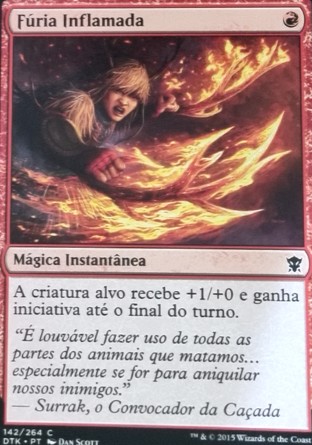 Fúria Inflamada
Mágica Instantânea
A criatura alvo recebe +1/+0 e ganha
iniciativa até o final do turno.
“É louvável fazer uso de todas as
partes dos animais que matamos...
especialmente se for para aniquilar
nossos inimigos.”
— Surrak, o Convocador da Caçada
142/264 C
DTK • PT DAN SCOTT
™ & © 2015 Wizards of the Coast